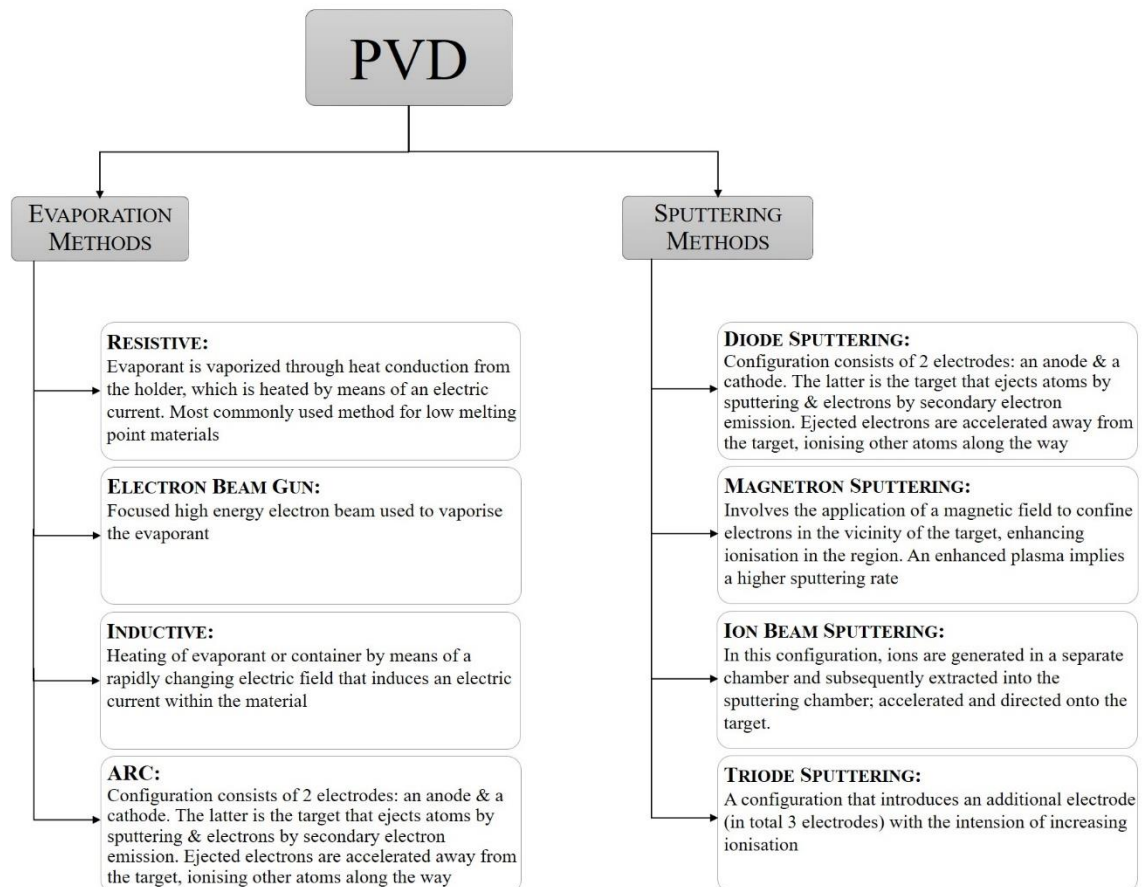 PVD
EVAPORATION
METHODS
RESISTIVE:
Evaporant is vaporized through heat conduction from
the holder, which is heated by means of an electric
current. Most commonly used method for low melting
point materials
ELECTRON BEAM GUN:
Focused high energy electron beam used to vaporise
the evaporant
INDUCTIVE:
Heating of evaporant or container by means of a
rapidly changing electric field that induces an electric
current within the material
ARC:
Configuration consists of 2 electrodes: an anode & a
cathode. The latter is the target that ejects atoms by
sputtering & electrons by secondary electron
emission. Ejected electrons are accelerated away from
the target, ionising other atoms along the way
SPUTTERING
METHODS
DIODE SPUTTERING:
Configuration consists of 2 electrodes: an anode & a
cathode. The latter is the target that ejects atoms by
sputtering & electrons by secondary electron
emission. Ejected electrons are accelerated away from
the target, ionising other atoms along the way
MAGNETRON SPUTTERING:
Involves the application of a magnetic field to confine
electrons in the vicinity of the target, enhancing
ionisation in the region. An enhanced plasma implies
a higher sputtering rate
ION BEAM SPUTTERING:
In this configuration, ions are generated in a separate
chamber and subsequently extracted into the
sputtering chamber; accelerated and directed onto the
target.
TRIODE SPUTTERING:
A configuration that introduces an additional electrode
(in total 3 electrodes) with the intension of increasing
ionisation